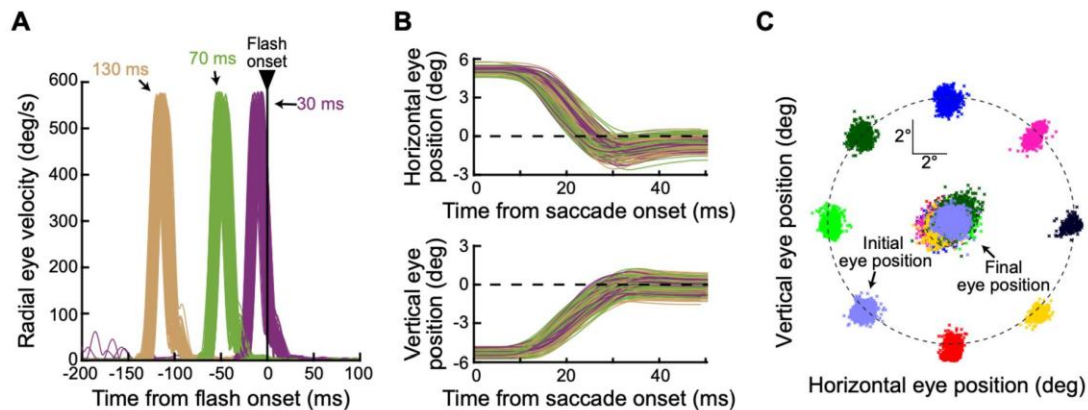 A
130 ms
70 ms
Flash
onset
30 ms
Radial eye velocity (deg/s)
600
500
400
300
200
100
0
-200
-150
-100
-50
0
50
100
Time from flash onset (ms)
B
Horizontal eye
position (deg)
6
3
0
-3
0
20
40
Time from saccade onset (ms)
Vertical eye
position (deg)
3
0
-3
-6
0
20
40
Time from saccade onset (ms)
C
Vertical eye position (deg)
2°
2°
Initial
eye position
Final
eye position
Horizontal eye position (deg)